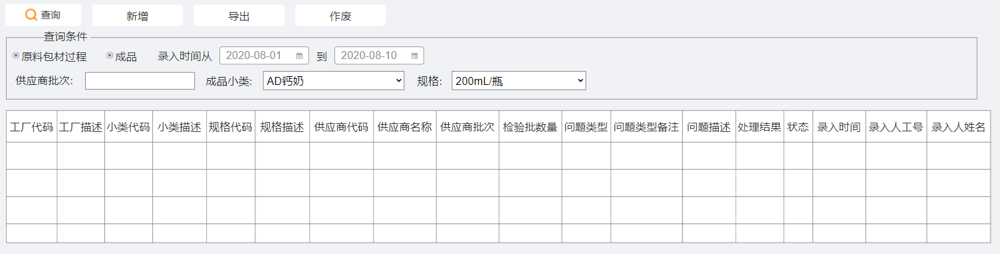 查询 新增 导出 作废
查询条件
原料包材过程 成品 录入时间从 2020-08-01 到 2020-08-10
供应商批次: 成品小类: AD钙奶 规格: 200mL/瓶
工厂代码 工厂描述 小类代码 小类描述 规格代码 规格描述 供应商代码 供应商名称 供应商批次 检验批数量 问题类型 问题类型备注 问题描述 处理结果 状态 录入时间 录入人工号 录入人姓名